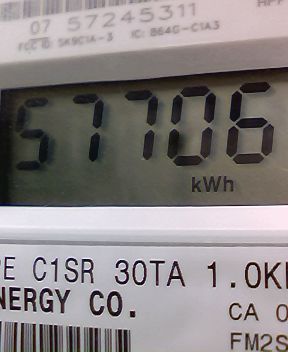 07 57245311
FCC ID: SK9C1A-3 IC: 864G-C1A3
57706
kWh
PE C1SR 30TA 1.0K
NERGY CO.
CA 0
FM2S